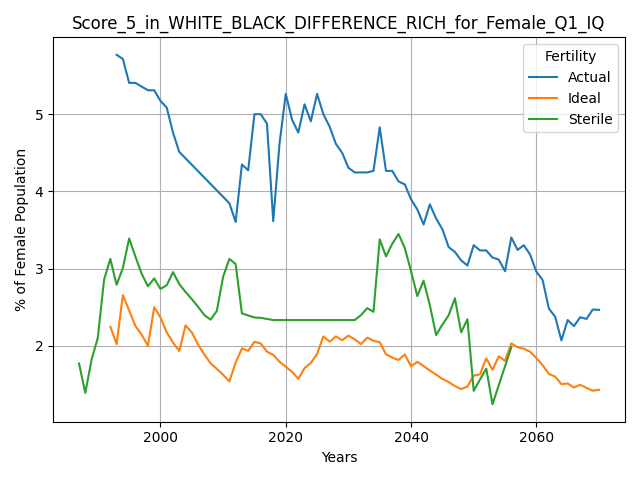 Score_5_in_WHITE_BLACK_DIFFERENCE_RICH_for_Female_Q1_IQ
Fertility
Actual
Ideal
Sterile
% of Female Population
5
4
3
2
2000
2020
2040
2060
Years